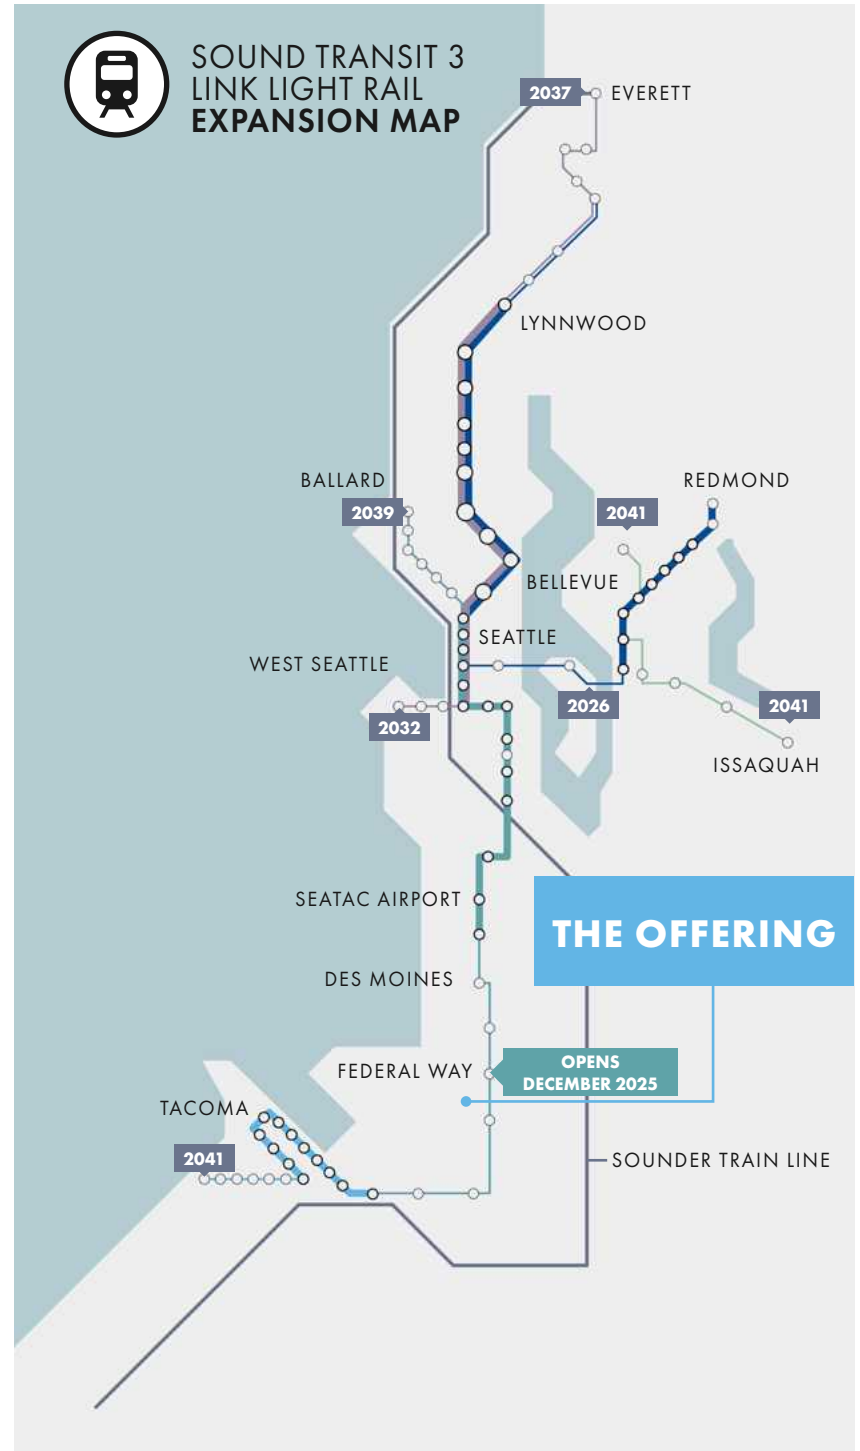 SOUND TRANSIT 3
LINK LIGHT RAIL
EXPANSION MAP
2037
EVERETT
LYNNWOOD
BALLARD
2039
REDMOND
2041
BELLEVUE
SEATTLE
WEST SEATTLE
2032
2026
2041
ISSAQUAH
SEATAC AIRPORT
THE OFFERING
DES MOINES
FEDERAL WAY
OPENS
DECEMBER 2025
TACOMA
2041
SOUNDER TRAIN LINE